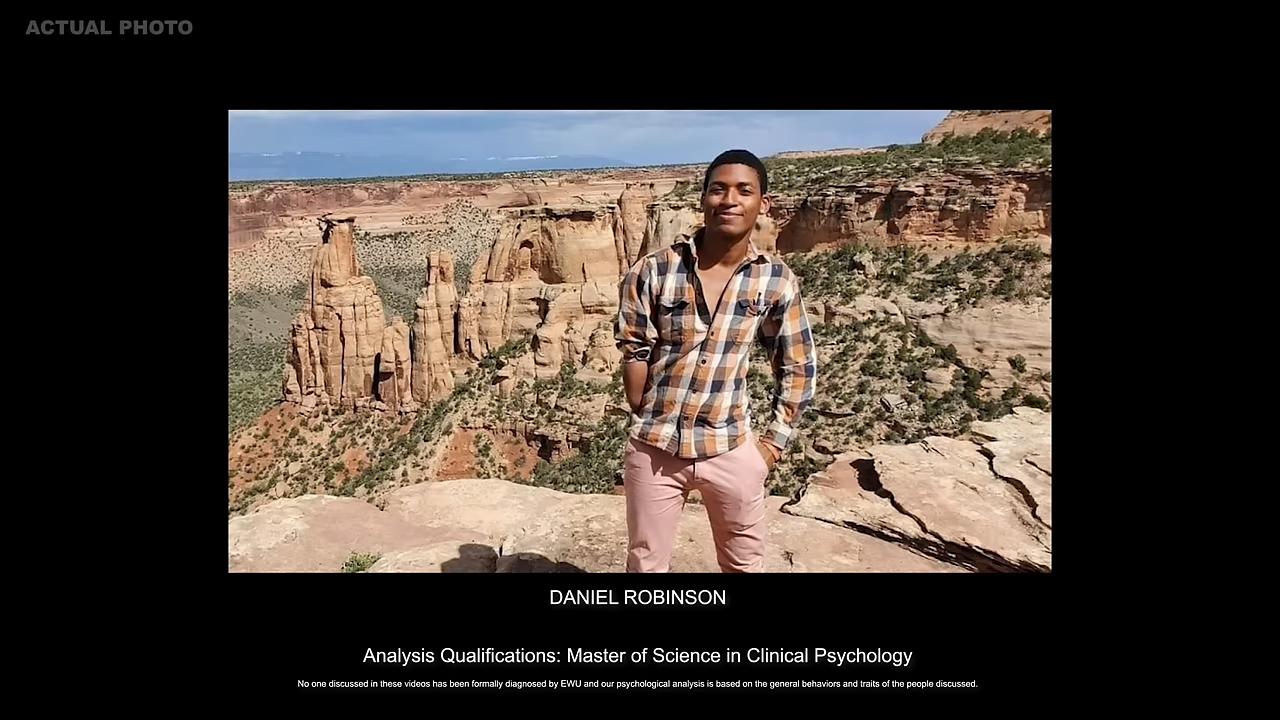 ACTUAL PHOTO
DANIEL ROBINSON
Analysis Qualifications: Master of Science in Clinical Psychology
No one discussed in these videos has been formally diagnosed by EWU and our psychological analysis is based on the general behaviors and traits of the people discussed.